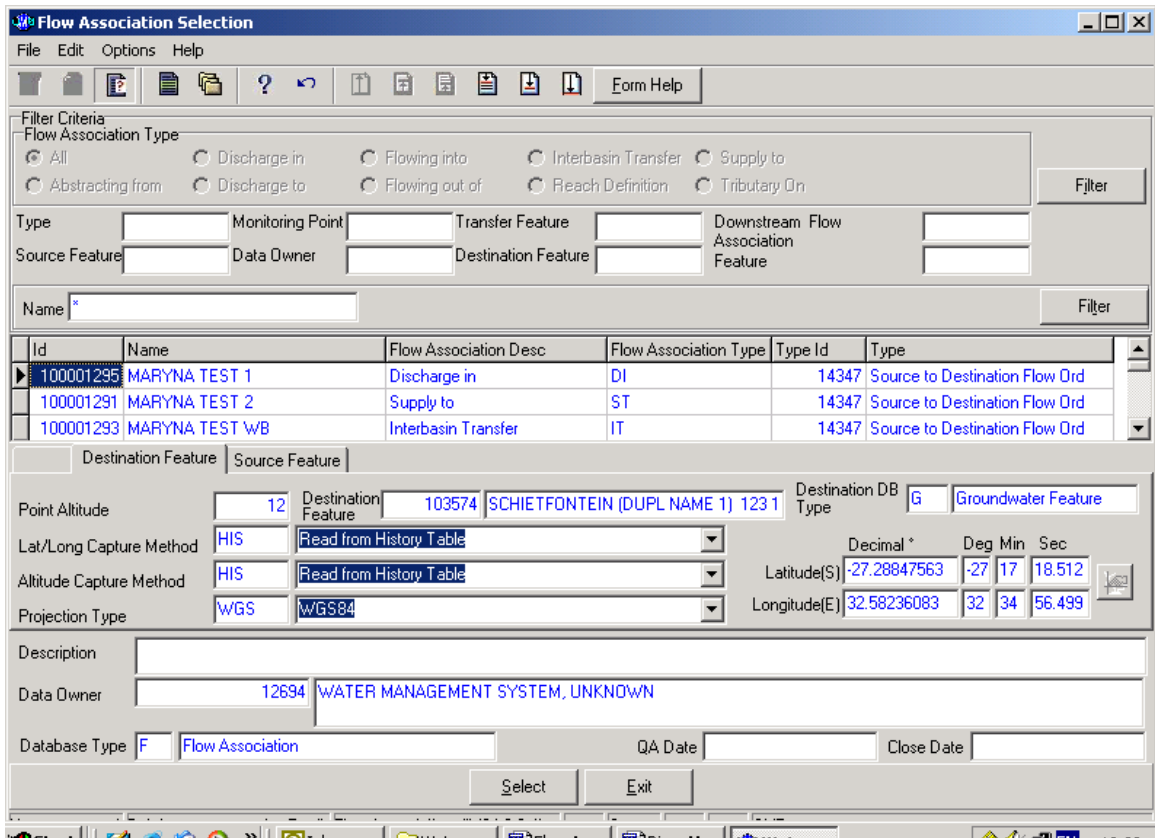 Flow Association Selection
File Edit Options Help
Form Help
Filter Criteria
Flow Association Type
All Discharge in Flowing into Interbasin Transfer Supply to
Abstracting from Discharge to Flowing out of Reach Definition Tributary On
Filter
Type Monitoring Point Transfer Feature Downstream Flow Association Feature
Source Feature Data Owner Destination Feature
Name * Filter
Id Name Flow Association Desc Flow Association Type Type Id Type
100001295 MARYNA TEST 1 Discharge in DI 14347 Source to Destination Flow Ord
100001291 MARYNA TEST 2 Supply to ST 14347 Source to Destination Flow Ord
100001293 MARYNA TEST WB Interbasin Transfer IT 14347 Source to Destination Flow Ord
Destination Feature Source Feature
Point Altitude 12 Destination Feature 103574 SCHIETFONTEIN (DUPL NAME 1) 123 1 Destination DB Type G Groundwater Feature
Lat/Long Capture Method HIS Read from History Table
Decimal ° Deg Min Sec
Altitude Capture Method HIS Read from History Table
Latitude(S) -27.28847563 -27 17 18.512
Projection Type WGS WGS84
Longitude(E) 32.58236083 32 34 56.499
Description
Data Owner 12694 WATER MANAGEMENT SYSTEM, UNKNOWN
Database Type F Flow Association QA Date Close Date
Select Exit